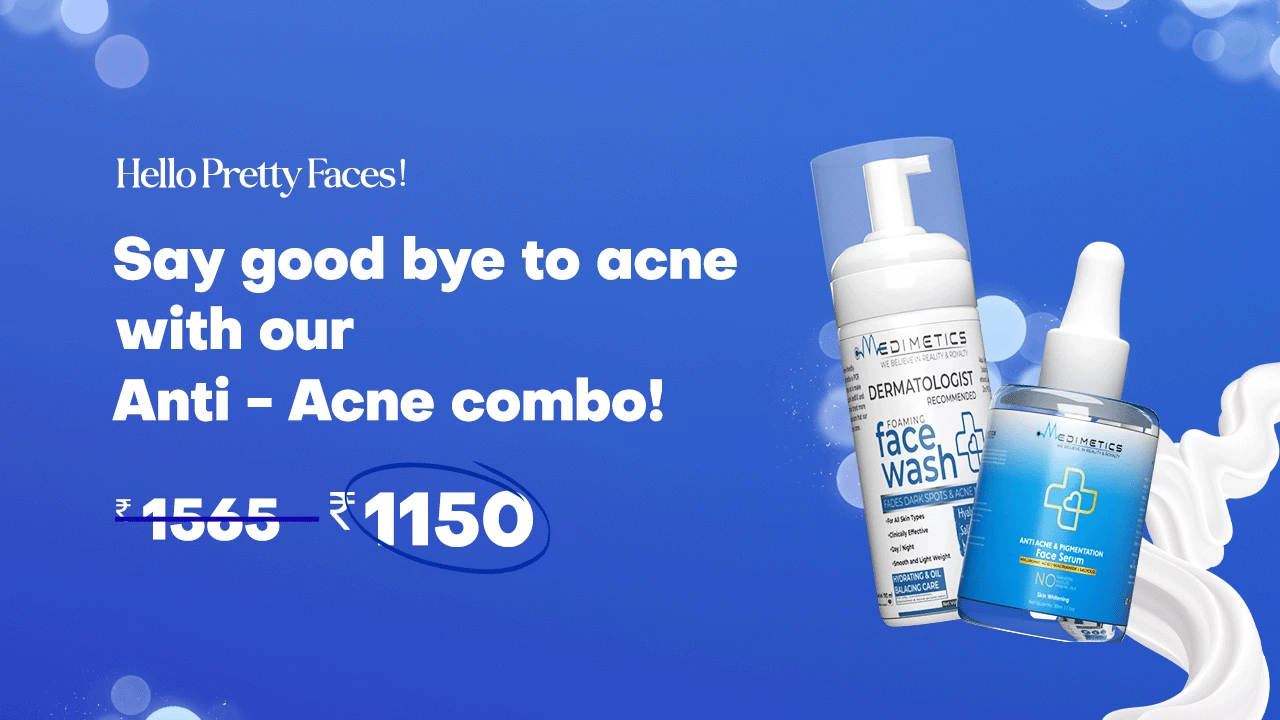 Hello Pretty Faces!
Say good bye to acne
with our
Anti - Acne combo!
₹ 1565 ₹ 1150
MEDIMETICS
WE BELIEVE IN REALITY & ROYALTY
DERMATOLOGIST
RECOMMENDED
FOAMING
face
wash
FADES DARK SPOTS & ACNE
•For All Skin Types
•Clinically Effective
•Day / Night
•Smooth and Light Weight
HYDRATING & OIL
BALACING CARE
MEDIMETICS
WE BELIEVE IN REALITY & ROYALTY
ANTI ACNE & PIGMENTATION
Face Serum
NO
Skin Whitening